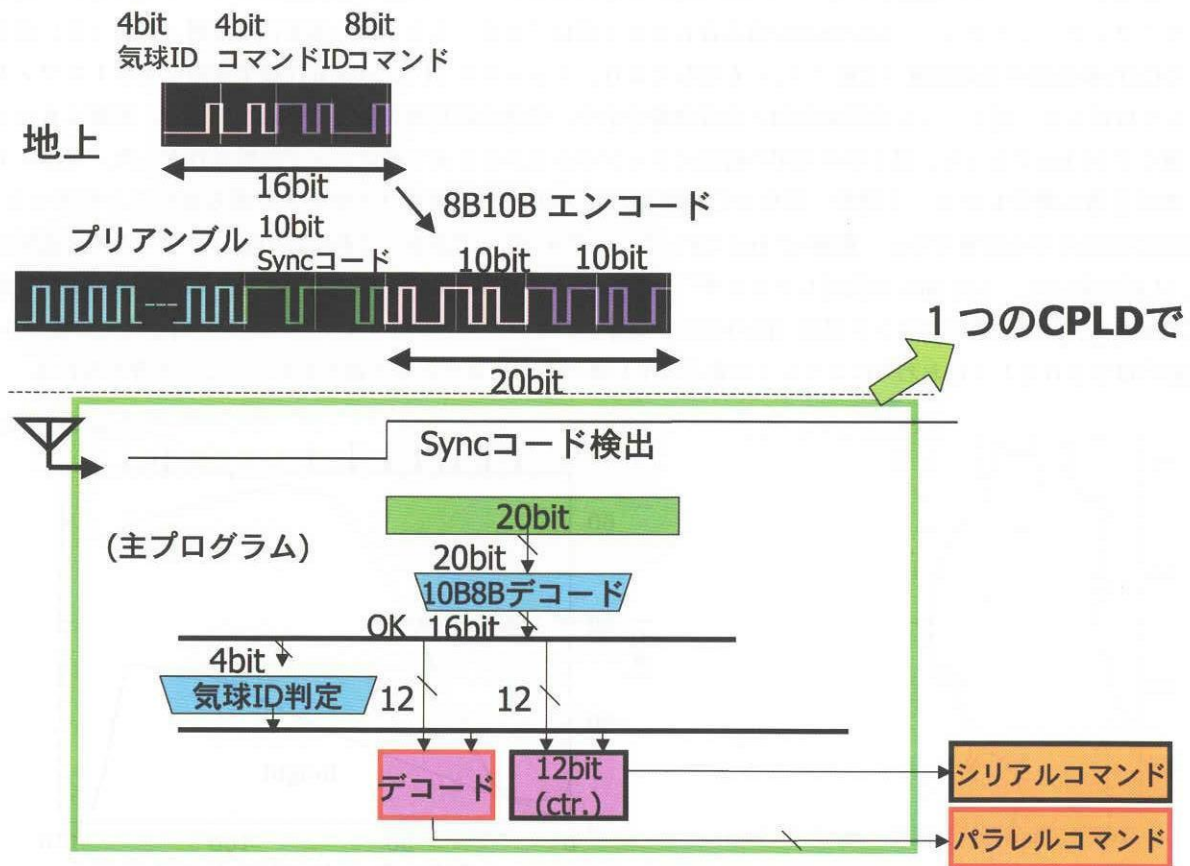 4bit 4bit 8bit
気球ID コマンドIDコマンド
地上
16bit
8B10B エンコード
プリアンブル 10bit
Syncコード 10bit 10bit
1つのCPLDで
20bit
Syncコード検出
20bit
(主プログラム)
20bit
10B8Bデコード
OK 16bit
4bit
気球ID判定 12 12
デコード 12bit
(ctr.)
シリアルコマンド
パラレルコマンド